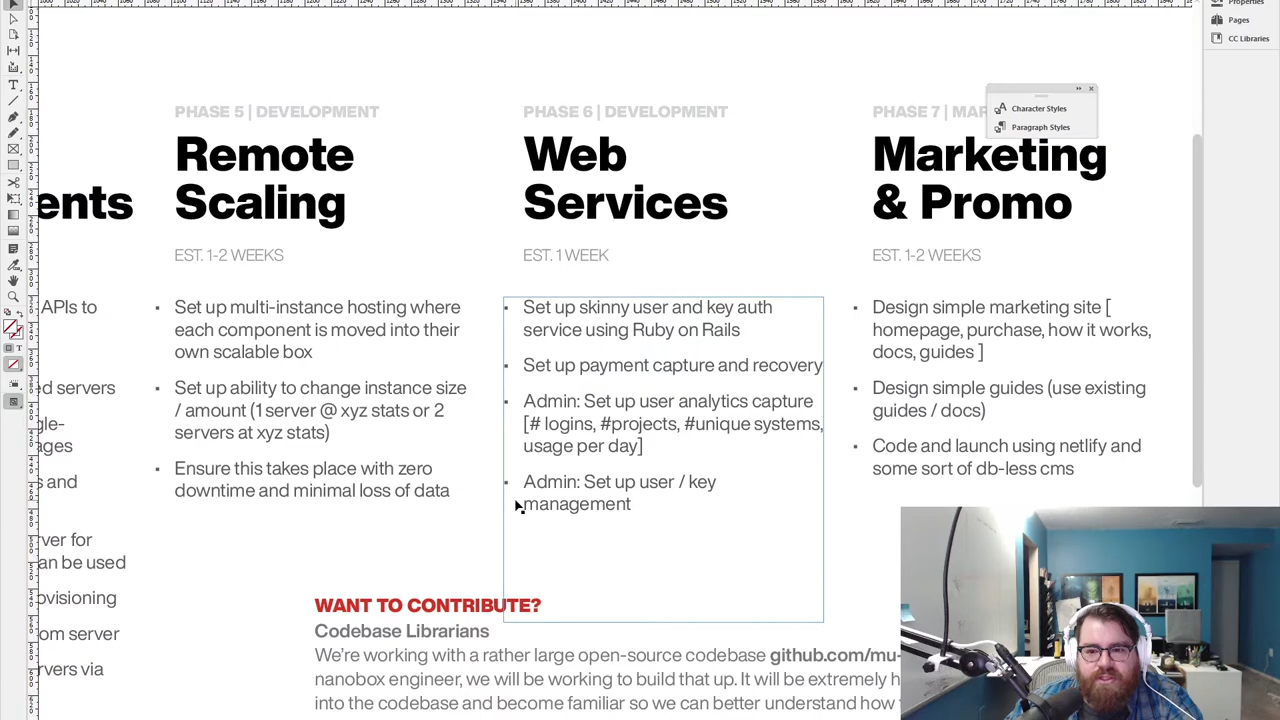 Properties
Pages
CC Libraries
Character Styles
Paragraph Styles
ents
APIs to
d servers
gle-
ages
s and
ver for
an be used
ovisioning
om server
rvers via
PHASE 5 | DEVELOPMENT
Remote
Scaling
EST. 1-2 WEEKS
Set up multi-instance hosting where
each component is moved into their
own scalable box
Set up ability to change instance size
/ amount (1 server @ xyz stats or 2
servers at xyz stats)
Ensure this takes place with zero
downtime and minimal loss of data
PHASE 6 | DEVELOPMENT
Web
Services
EST. 1 WEEK
Set up skinny user and key auth
service using Ruby on Rails
Set up payment capture and recovery
Admin: Set up user analytics capture
[# logins, #projects, #unique systems,
usage per day]
Admin: Set up user / key
management
PHASE 7 | MAR
Marketing
& Promo
EST. 1-2 WEEKS
Design simple marketing site [
homepage, purchase, how it works,
docs, guides ]
Design simple guides (use existing
guides / docs)
Code and launch using netlify and
some sort of db-less cms
WANT TO CONTRIBUTE?
Codebase Librarians
We're working with a rather large open-source codebase github.com/mu-
nanobox engineer, we will be working to build that up. It will be extremely h
into the codebase and become familiar so we can better understand how